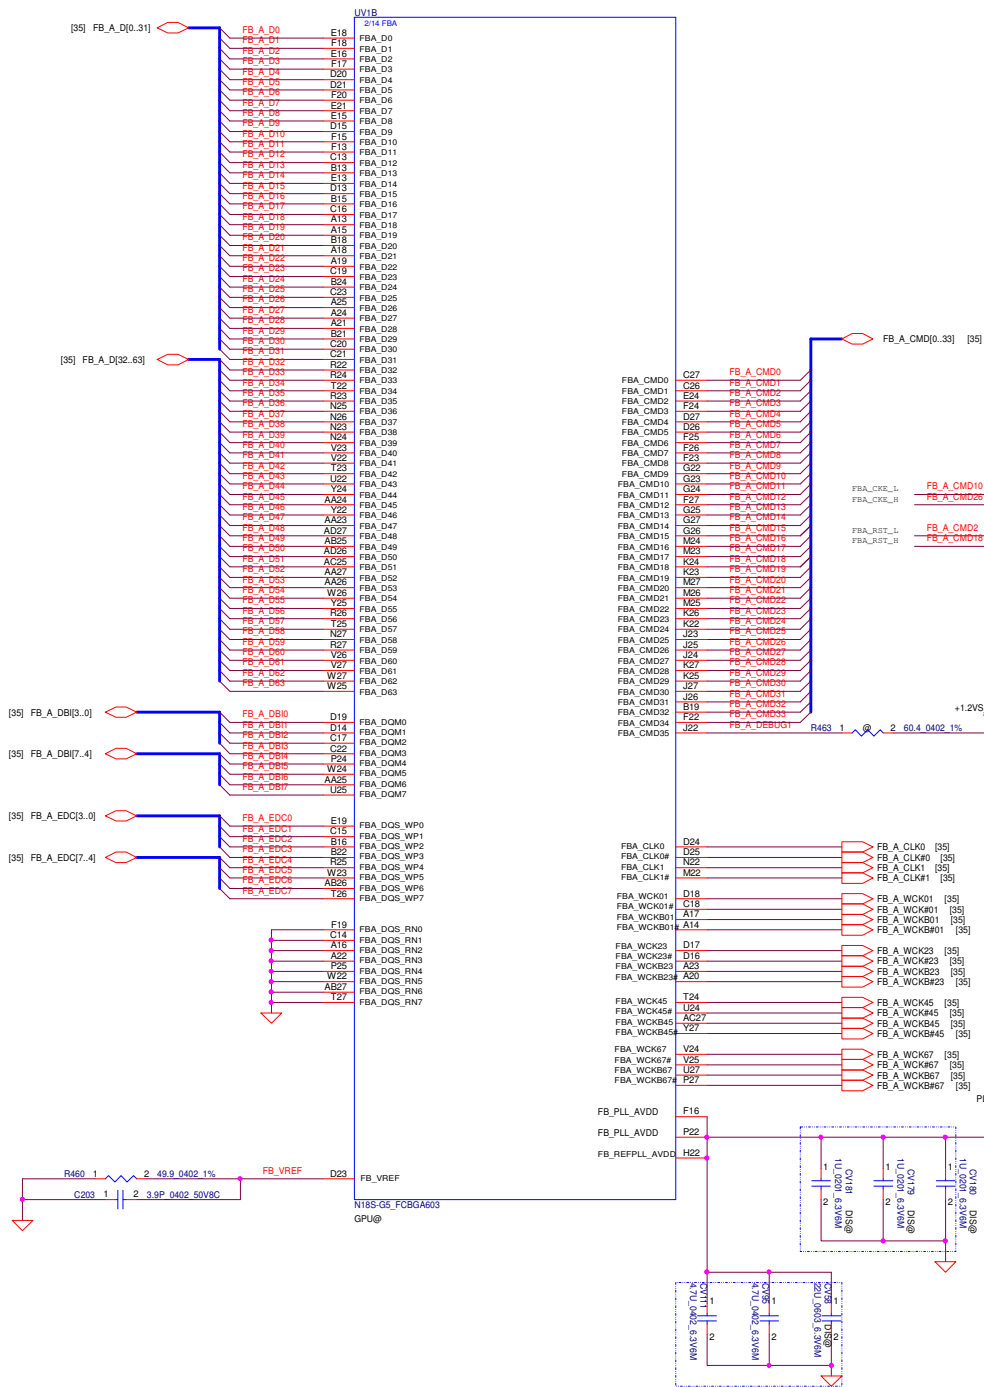 UV1B
2/14 FBA
[35] FB_A_D[0..31]
FB_A_D0 E18 FBA_D0
FB_A_D1 F18 FBA_D1
FB_A_D2 E16 FBA_D2
FB_A_D3 F17 FBA_D3
FB_A_D4 D20 FBA_D4
FB_A_D5 D21 FBA_D5
FB_A_D6 F20 FBA_D6
FB_A_D7 E21 FBA_D7
FB_A_D8 E15 FBA_D8
FB_A_D9 D15 FBA_D9
FB_A_D10 F15 FBA_D10
FB_A_D11 F13 FBA_D11
FB_A_D12 C13 FBA_D12
FB_A_D13 B13 FBA_D13
FB_A_D14 E13 FBA_D14
FB_A_D15 D13 FBA_D15
FB_A_D16 B15 FBA_D16
FB_A_D17 C16 FBA_D17
FB_A_D18 A13 FBA_D18
FB_A_D19 A15 FBA_D19
FB_A_D20 B18 FBA_D20
FB_A_D21 A18 FBA_D21
FB_A_D22 A19 FBA_D22
FB_A_D23 C19 FBA_D23
FB_A_D24 B24 FBA_D24
FB_A_D25 C23 FBA_D25
FB_A_D26 A25 FBA_D26
FB_A_D27 A24 FBA_D27
FB_A_D28 A21 FBA_D28
FB_A_D29 B21 FBA_D29
FB_A_D30 C20 FBA_D30
FB_A_D31 C21 FBA_D31
[35] FB_A_D[32..63]
FB_A_D32 R22 FBA_D32
FB_A_D33 R24 FBA_D33
FB_A_D34 T22 FBA_D34
FB_A_D35 R23 FBA_D35
FB_A_D36 N25 FBA_D36
FB_A_D37 N26 FBA_D37
FB_A_D38 N23 FBA_D38
FB_A_D39 N24 FBA_D39
FB_A_D40 V23 FBA_D40
FB_A_D41 V22 FBA_D41
FB_A_D42 T23 FBA_D42
FB_A_D43 U22 FBA_D43
FB_A_D44 Y24 FBA_D44
FB_A_D45 AA24 FBA_D45
FB_A_D46 Y22 FBA_D46
FB_A_D47 AA23 FBA_D47
FB_A_D48 AD27 FBA_D48
FB_A_D49 AB25 FBA_D49
FB_A_D50 AD26 FBA_D50
FB_A_D51 AC25 FBA_D51
FB_A_D52 AA27 FBA_D52
FB_A_D53 AA26 FBA_D53
FB_A_D54 W26 FBA_D54
FB_A_D55 Y25 FBA_D55
FB_A_D56 R26 FBA_D56
FB_A_D57 T25 FBA_D57
FB_A_D58 N27 FBA_D58
FB_A_D59 R27 FBA_D59
FB_A_D60 V26 FBA_D60
FB_A_D61 V27 FBA_D61
FB_A_D62 W27 FBA_D62
FB_A_D63 W25 FBA_D63
[35] FB_A_DBI[3..0]
[35] FB_A_DBI[7..4]
FB_A_DBI0 D19 FBA_DQM0
FB_A_DBI1 D14 FBA_DQM1
FB_A_DBI2 C17 FBA_DQM2
FB_A_DBI3 C22 FBA_DQM3
FB_A_DBI4 P24 FBA_DQM4
FB_A_DBI5 W24 FBA_DQM5
FB_A_DBI6 AA25 FBA_DQM6
FB_A_DBI7 U25 FBA_DQM7
[35] FB_A_EDC[3..0]
[35] FB_A_EDC[7..4]
FB_A_EDC0 E19 FBA_DQS_WP0
FB_A_EDC1 C15 FBA_DQS_WP1
FB_A_EDC2 B16 FBA_DQS_WP2
FB_A_EDC3 B22 FBA_DQS_WP3
FB_A_EDC4 R25 FBA_DQS_WP4
FB_A_EDC5 W23 FBA_DQS_WP5
FB_A_EDC6 AB26 FBA_DQS_WP6
FB_A_EDC7 T26 FBA_DQS_WP7
F19 FBA_DQS_RN0
C14 FBA_DQS_RN1
A16 FBA_DQS_RN2
A22 FBA_DQS_RN3
P25 FBA_DQS_RN4
W22 FBA_DQS_RN5
AB27 FBA_DQS_RN6
T27 FBA_DQS_RN7
R460 1 2 49.9_0402_1% FB_VREF D23 FB_VREF
C203 1 2 3.9P_0402_50V8C
N18S-G5_FCBGA603
GPU@
FB_A_CMD[0..33] [35]
FBA_CMD0 C27 FB_A_CMD0
FBA_CMD1 C26 FB_A_CMD1
FBA_CMD2 E24 FB_A_CMD2
FBA_CMD3 F24 FB_A_CMD3
FBA_CMD4 D27 FB_A_CMD4
FBA_CMD5 D26 FB_A_CMD5
FBA_CMD6 F25 FB_A_CMD6
FBA_CMD7 F26 FB_A_CMD7
FBA_CMD8 F23 FB_A_CMD8
FBA_CMD9 G22 FB_A_CMD9
FBA_CMD10 G23 FB_A_CMD10
FBA_CMD11 G24 FB_A_CMD11
FBA_CMD12 F27 FB_A_CMD12
FBA_CMD13 G25 FB_A_CMD13
FBA_CMD14 G27 FB_A_CMD14
FBA_CMD15 G26 FB_A_CMD15
FBA_CMD16 M24 FB_A_CMD16
FBA_CMD17 M23 FB_A_CMD17
FBA_CMD18 K24 FB_A_CMD18
FBA_CMD19 K23 FB_A_CMD19
FBA_CMD20 M27 FB_A_CMD20
FBA_CMD21 M26 FB_A_CMD21
FBA_CMD22 M25 FB_A_CMD22
FBA_CMD23 K26 FB_A_CMD23
FBA_CMD24 K22 FB_A_CMD24
FBA_CMD25 J23 FB_A_CMD25
FBA_CMD26 J25 FB_A_CMD26
FBA_CMD27 J24 FB_A_CMD27
FBA_CMD28 K27 FB_A_CMD28
FBA_CMD29 K25 FB_A_CMD29
FBA_CMD30 J27 FB_A_CMD30
FBA_CMD31 J26 FB_A_CMD31
FBA_CMD32 B19 FB_A_CMD32
FBA_CMD34 F22 FB_A_CMD33
FBA_CMD35 J22 FB_A_DEBUG1
R463 1 @ 2 60.4_0402_1%
+1.2VS
FBA_CKE_L FB_A_CMD10
FBA_CKE_H FB_A_CMD26
FBA_RST_L FB_A_CMD2
FBA_RST_H FB_A_CMD18
FBA_CLK0 D24 FB_A_CLK0 [35]
FBA_CLK0# D25 FB_A_CLK#0 [35]
FBA_CLK1 N22 FB_A_CLK1 [35]
FBA_CLK1# M22 FB_A_CLK#1 [35]
FBA_WCK01 D18 FB_A_WCK01 [35]
FBA_WCK01# C18 FB_A_WCK#01 [35]
FBA_WCKB01 A17 FB_A_WCKB01 [35]
FBA_WCKB01# A14 FB_A_WCKB#01 [35]
FBA_WCK23 D17 FB_A_WCK23 [35]
FBA_WCK23# D16 FB_A_WCK#23 [35]
FBA_WCKB23 A23 FB_A_WCKB23 [35]
FBA_WCKB23# A20 FB_A_WCKB#23 [35]
FBA_WCK45 T24 FB_A_WCK45 [35]
FBA_WCK45# U24 FB_A_WCK#45 [35]
FBA_WCKB45 AC27 FB_A_WCKB45 [35]
FBA_WCKB45# Y27 FB_A_WCKB#45 [35]
FBA_WCK67 V24 FB_A_WCK67 [35]
FBA_WCK67# V25 FB_A_WCK#67 [35]
FBA_WCKB67 U27 FB_A_WCKB67 [35]
FBA_WCKB67# P27 FB_A_WCKB#67 [35]
FB_PLL_AVDD F16
FB_PLL_AVDD P22
FB_REFPLL_AVDD H22
CV181 1U_0201_6.3V6M DIS@ 1 2
CV179 1U_0201_6.3V6M DIS@ 1 2
CV180 1U_0201_6.3V6M DIS@ 1 2
CV111 4.7U_0402_6.3V6M 1 2
CV95 4.7U_0402_6.3V6M 1 2
CV58 22U_0603_6.3V6M DIS@ 1 2